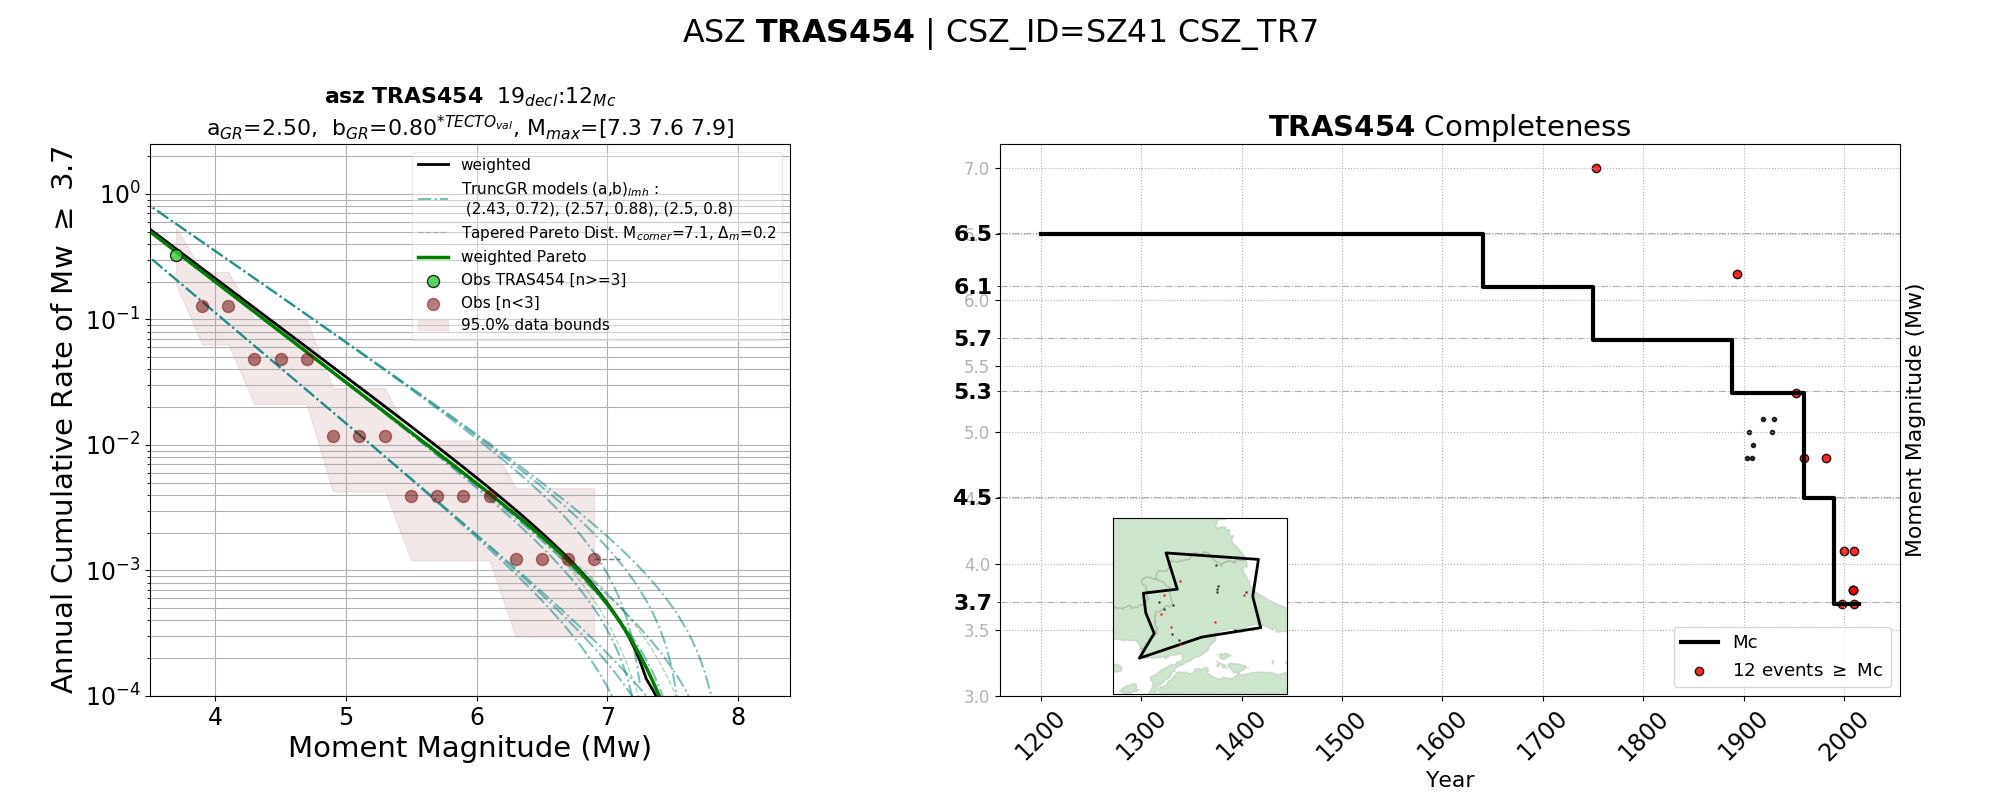 ASZ TRAS454 | CSZ_ID=SZ41 CSZ_TR7
asz TRAS454 19decl:12Mc
aGR=2.50, bGR=0.80*TECTOval, Mmax=[7.3 7.6 7.9]
Annual Cumulative Rate of Mw ≥ 3.7
10^0
10^-1
10^-2
10^-3
10^-4
4 5 6 7 8
Moment Magnitude (Mw)
weighted
TruncGR models (a,b)lmh :
(2.43, 0.72), (2.57, 0.88), (2.5, 0.8)
Tapered Pareto Dist. Mcorner=7.1, Δm=0.2
weighted Pareto
Obs TRAS454 [n>=3]
Obs [n<3]
95.0% data bounds
TRAS454 Completeness
7.0
6.5
6.5
6.1
6.0
5.7
5.5
5.3
5.0
4.5
4.5
4.0
3.7
3.5
3.0
1200 1300 1400 1500 1600 1700 1800 1900 2000
Year
Moment Magnitude (Mw)
Mc
12 events ≥ Mc